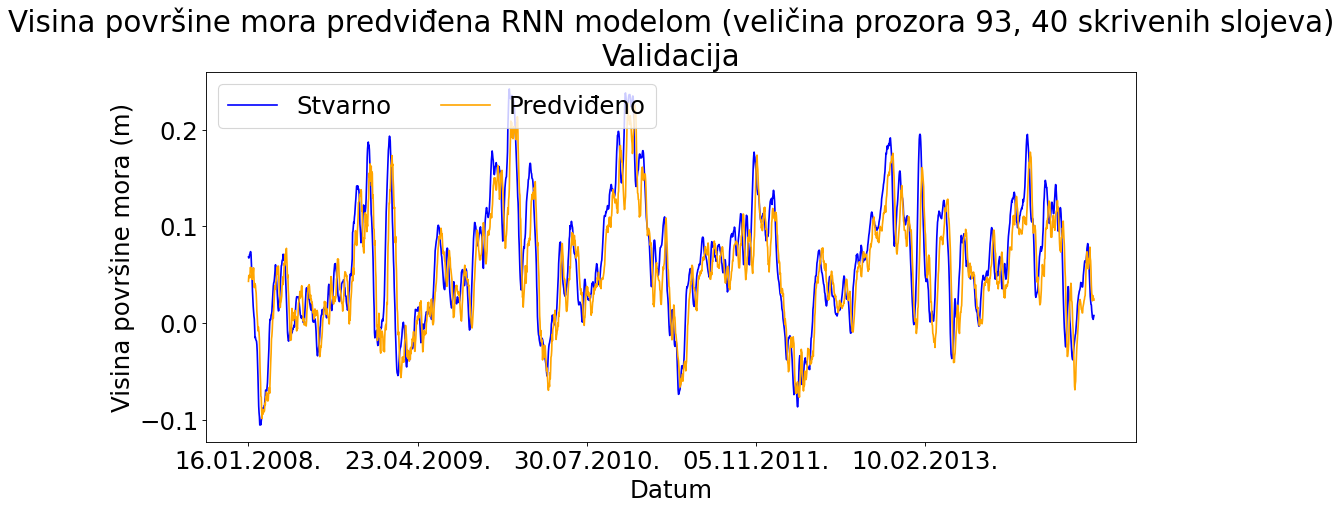 Visina površine mora predviđena RNN modelom (veličina prozora 93, 40 skrivenih slojeva)
Validacija
Stvarno Predviđeno
Visina površine mora (m)
0.2
0.1
0.0
−0.1
16.01.2008. 23.04.2009. 30.07.2010. 05.11.2011. 10.02.2013.
Datum